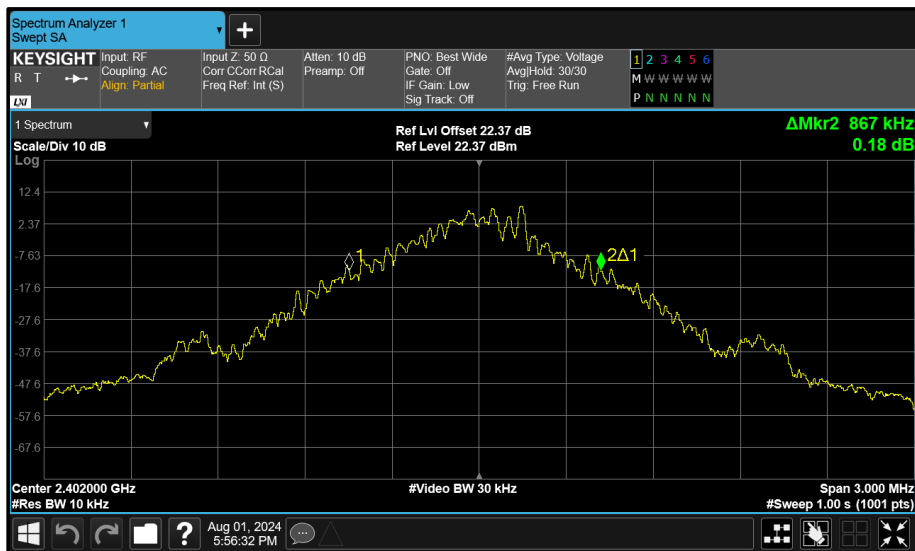 Spectrum Analyzer 1
Swept SA
KEYSIGHT
R T
LXI
Input: RF
Coupling: AC
Align: Partial
Input Z: 50 Ω
Corr CCorr RCal
Freq Ref: Int (S)
Atten: 10 dB
Preamp: Off
PNO: Best Wide
Gate: Off
IF Gain: Low
Sig Track: Off
#Avg Type: Voltage
Avg|Hold: 30/30
Trig: Free Run
1 2 3 4 5 6
M W W W W W
P N N N N N
1 Spectrum
Scale/Div 10 dB
Ref Lvl Offset 22.37 dB
Ref Level 22.37 dBm
ΔMkr2 867 kHz
0.18 dB
Log
12.4
2.37
-7.63
-17.6
-27.6
-37.6
-47.6
-57.6
-67.6
1
2Δ1
Center 2.402000 GHz
#Video BW 30 kHz
Span 3.000 MHz
#Res BW 10 kHz
#Sweep 1.00 s (1001 pts)
?
Aug 01, 2024
5:56:32 PM